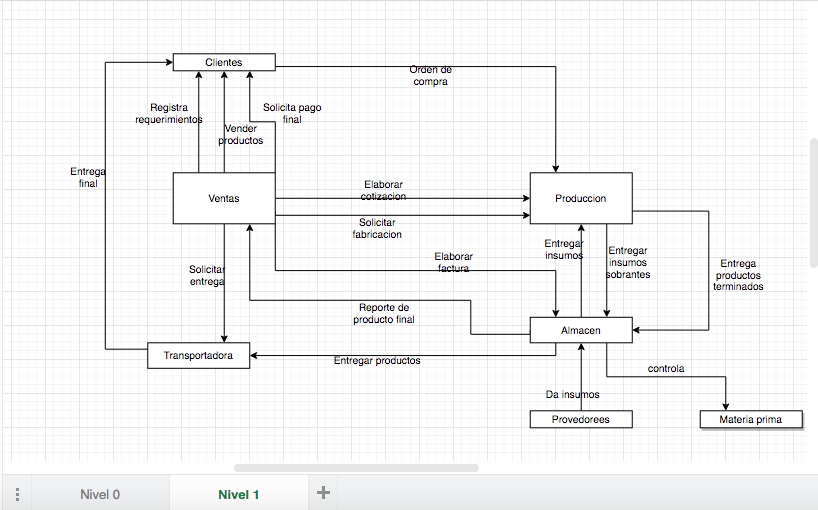 Clientes
Orden de
compra
Registra
requerimientos
Solicita pago
final
Vender
productos
Entrega
final
Ventas
Elaborar
cotizacion
Produccion
Solicitar
fabricacion
Entregar
insumos
Entregar
insumos
sobrantes
Elaborar
factura
Solicitar
entrega
Entrega
productos
terminados
Reporte de
producto final
Almacen
Transportadora
Entregar productos
controla
Da insumos
Provedorees
Materia prima
Nivel 0
Nivel 1